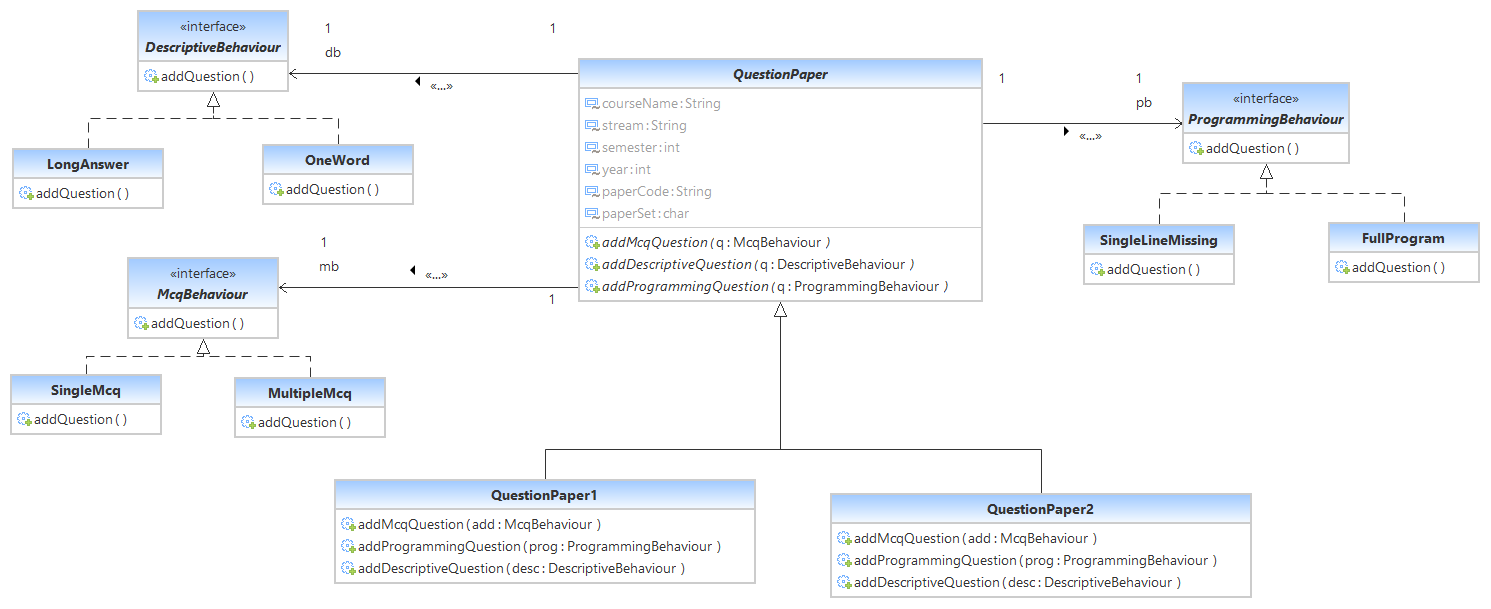 «interface»
DescriptiveBehaviour
addQuestion ( )
1
db
1
«...»
LongAnswer
addQuestion ( )
OneWord
addQuestion ( )
QuestionPaper
courseName : String
stream : String
semester : int
year : int
paperCode : String
paperSet : char
addMcqQuestion ( q : McqBehaviour )
addDescriptiveQuestion ( q : DescriptiveBehaviour )
addProgrammingQuestion ( q : ProgrammingBehaviour )
1
1
pb
«...»
«interface»
ProgrammingBehaviour
addQuestion ( )
SingleLineMissing
addQuestion ( )
FullProgram
addQuestion ( )
«interface»
McqBehaviour
addQuestion ( )
1
mb
«...»
1
SingleMcq
addQuestion ( )
MultipleMcq
addQuestion ( )
QuestionPaper1
addMcqQuestion ( add : McqBehaviour )
addProgrammingQuestion ( prog : ProgrammingBehaviour )
addDescriptiveQuestion ( desc : DescriptiveBehaviour )
QuestionPaper2
addMcqQuestion ( add : McqBehaviour )
addProgrammingQuestion ( prog : ProgrammingBehaviour )
addDescriptiveQuestion ( desc : DescriptiveBehaviour )